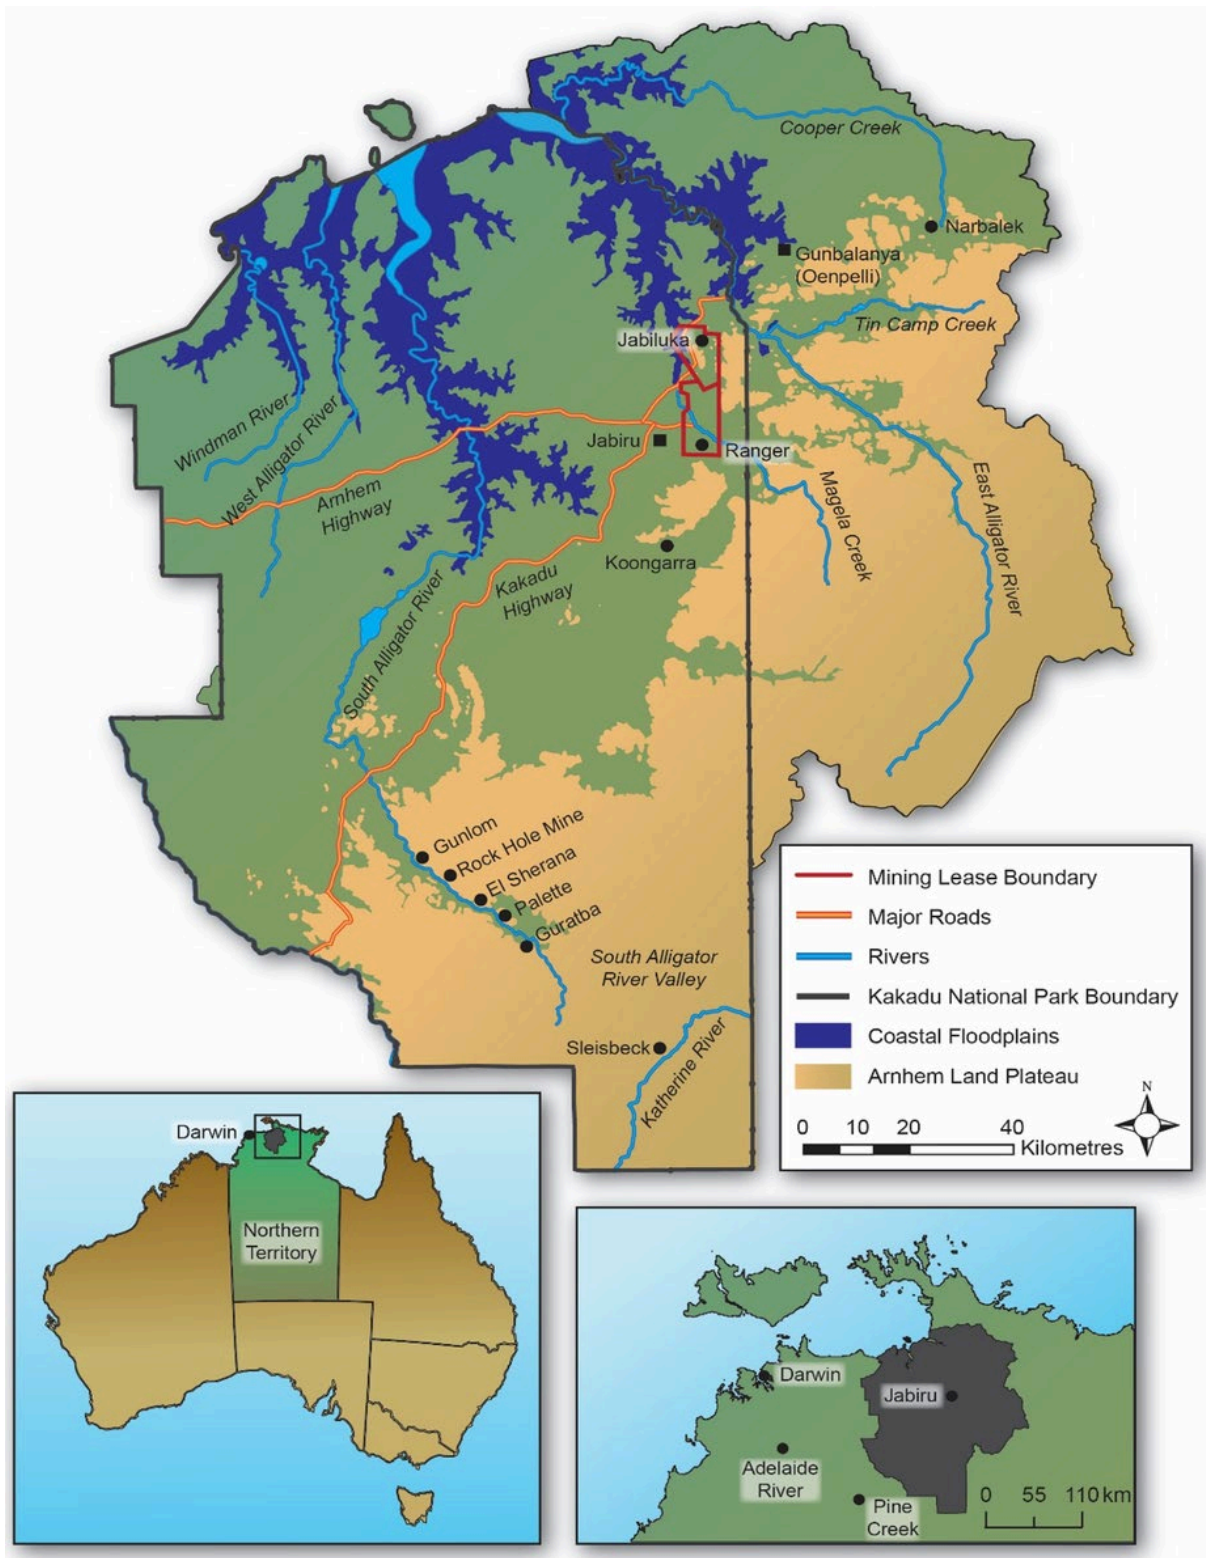 Cooper Creek
Narbalek
Gunbalanya
(Oenpelli)
Tin Camp Creek
Jabiluka
Windman River
West Alligator River
Jabiru
Ranger
Arnhem
Highway
Magela Creek
East Alligator River
Koongarra
Kakadu
Highway
South Alligator River
Gunlom
Rock Hole Mine
El Sherana
Palette
Guratba
South Alligator
River Valley
Sleisbeck
Katherine River
Mining Lease Boundary
Major Roads
Rivers
Kakadu National Park Boundary
Coastal Floodplains
Arnhem Land Plateau
N
0 10 20 40 Kilometres
Darwin
Northern
Territory
Darwin
Jabiru
Adelaide
River
Pine
Creek
0 55 110 km